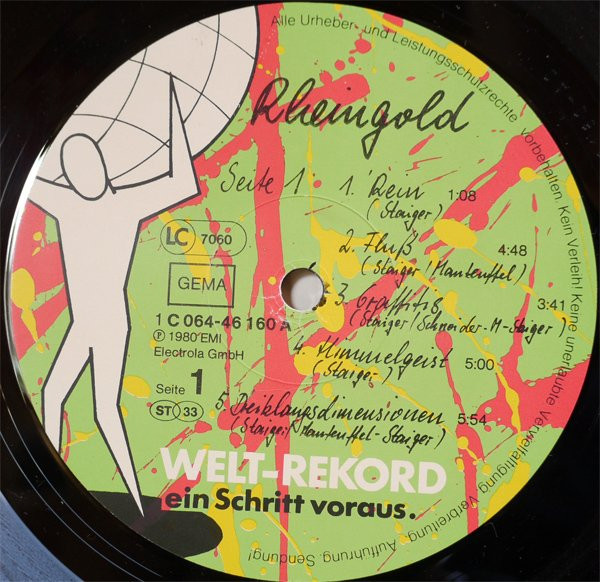 Alle Urheber- und Leistungsschutzrechte vorbehalten. Kein Verleih! Keine unerlaubte Vervielfältigung, Verbreitung, Aufführung, Sendung!
Rheingold
Seite 1 1. Rein 1:08
(Staiger)
2. Fluß 4:48
(Staiger / Manteuffel)
3. Graffitis 3:41
(Staiger / Schneider-M-Staiger)
4. Himmelgeist 5:00
(Staiger)
5. Dreiklangsdimensionen 5:54
(Staiger / Manteuffel-Staiger)
LC 7060
GEMA
1 C 064-46 160 A
Ⓟ 1980 EMI
Electrola GmbH
Seite 1
ST 33
WELT-REKORD
ein Schritt voraus.